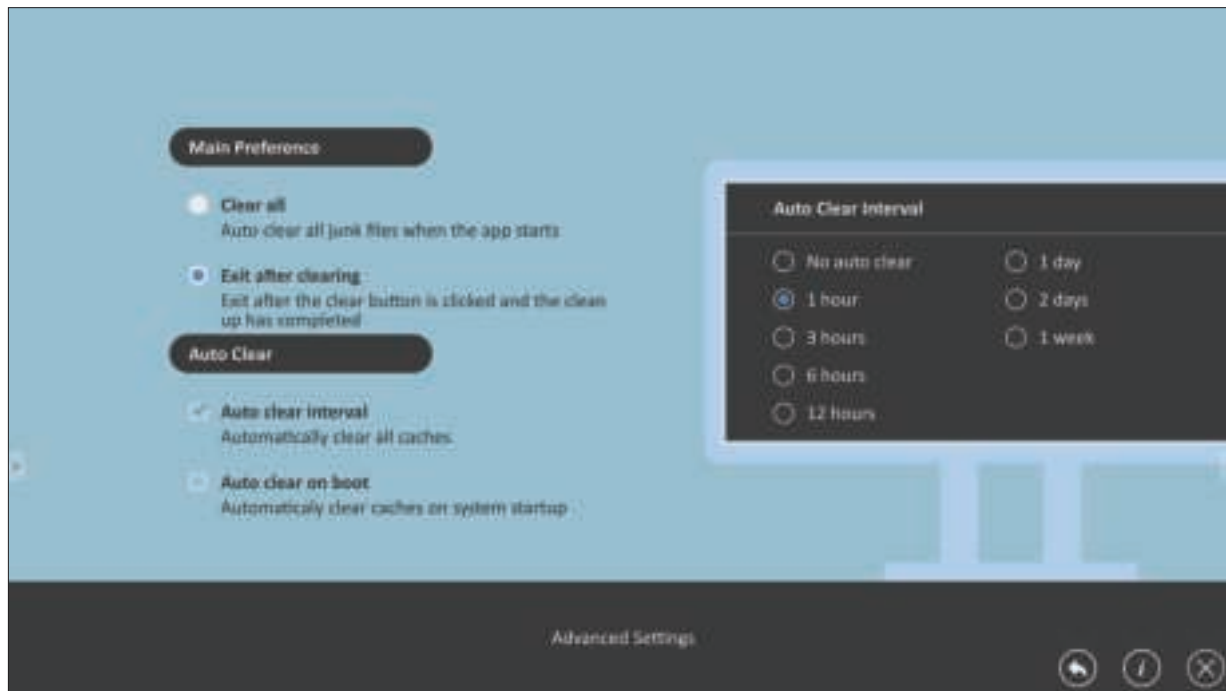 Main Preference
Clear all
Auto clear all junk files when the app starts
Exit after clearing
Exit after the clear button is clicked and the clean
up has completed
Auto Clear
Auto clear interval
Automatically clear all caches
Auto clear on boot
Automaticaly clear caches on system startup
Auto Clear Interval
No auto clear
1 day
1 hour
2 days
3 hours
1 week
6 hours
12 hours
Advanced Settings
i